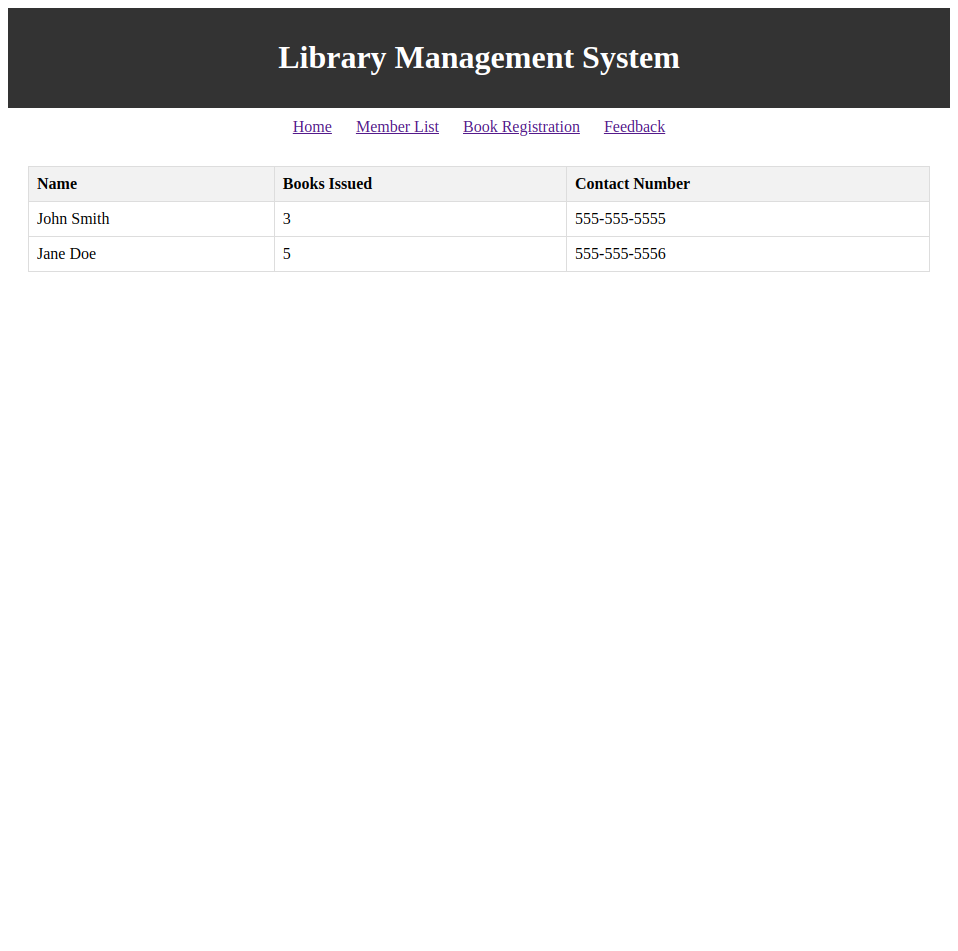 Library Management System
Home Member List Book Registration Feedback
Name Books Issued Contact Number
John Smith 3 555-555-5555
Jane Doe 5 555-555-5556